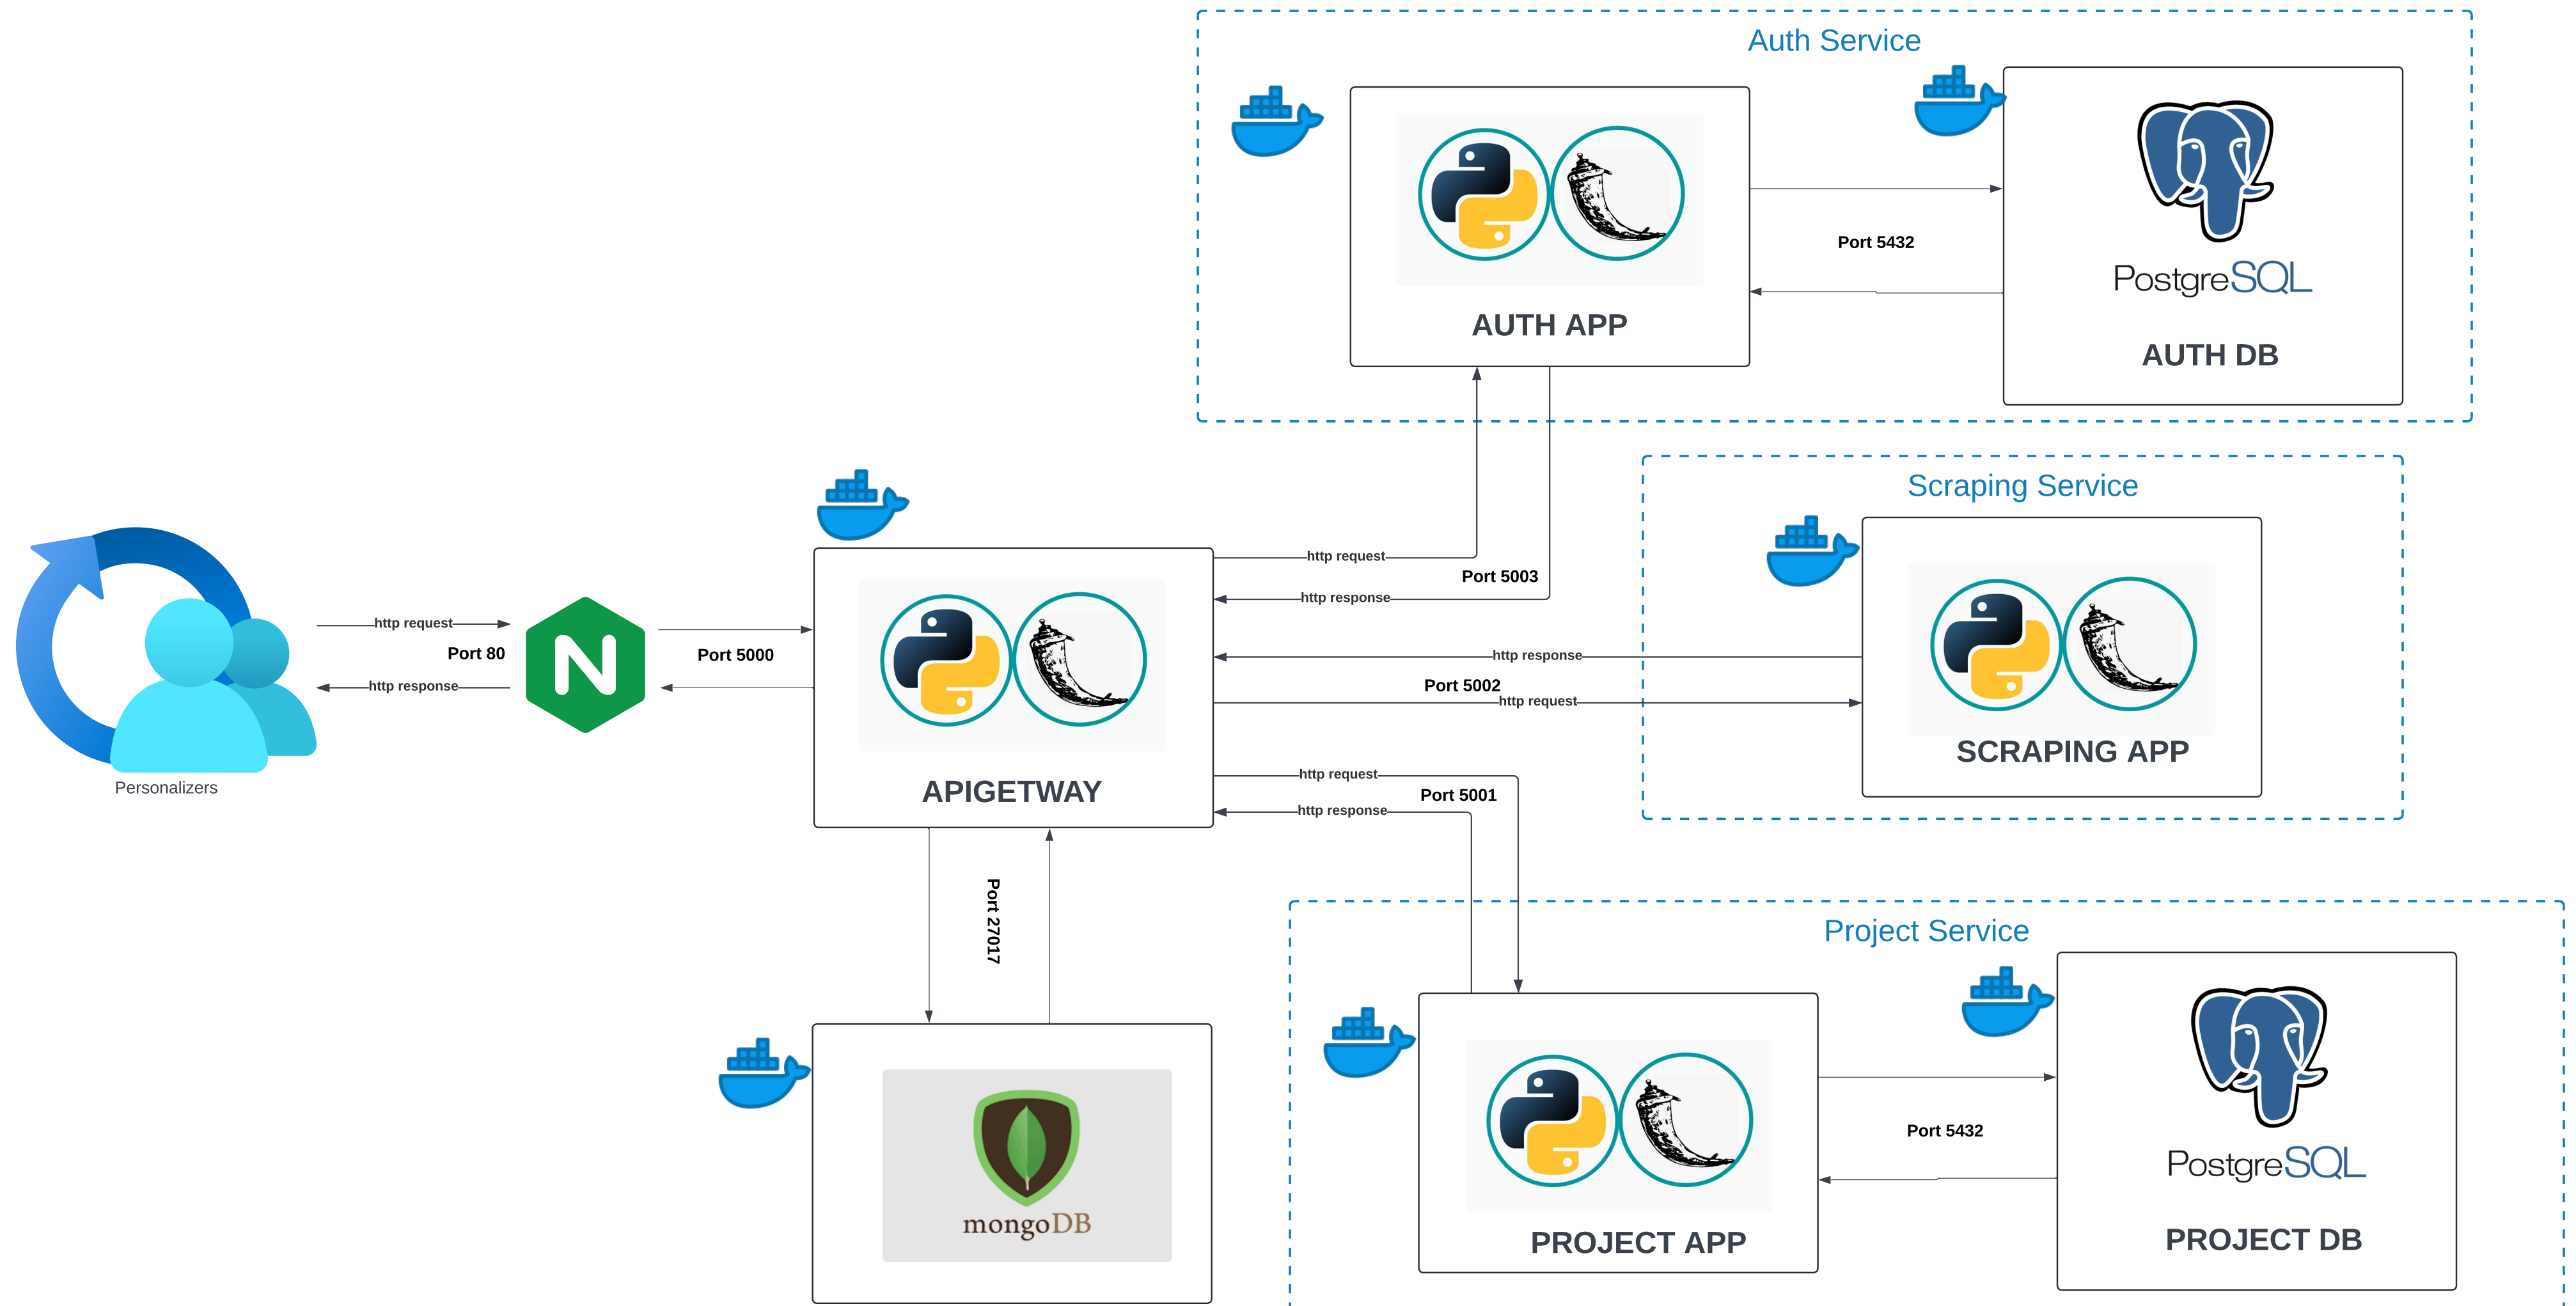 Auth Service
AUTH APP
Port 5432
PostgreSQL
AUTH DB
Scraping Service
http request
Port 5003
http response
http request
Port 80
http response
Port 5000
http response
Port 5002
http request
SCRAPING APP
Personalizers
APIGETWAY
http request
Port 5001
http response
Port 27017
Project Service
mongoDB
PROJECT APP
Port 5432
PostgreSQL
PROJECT DB